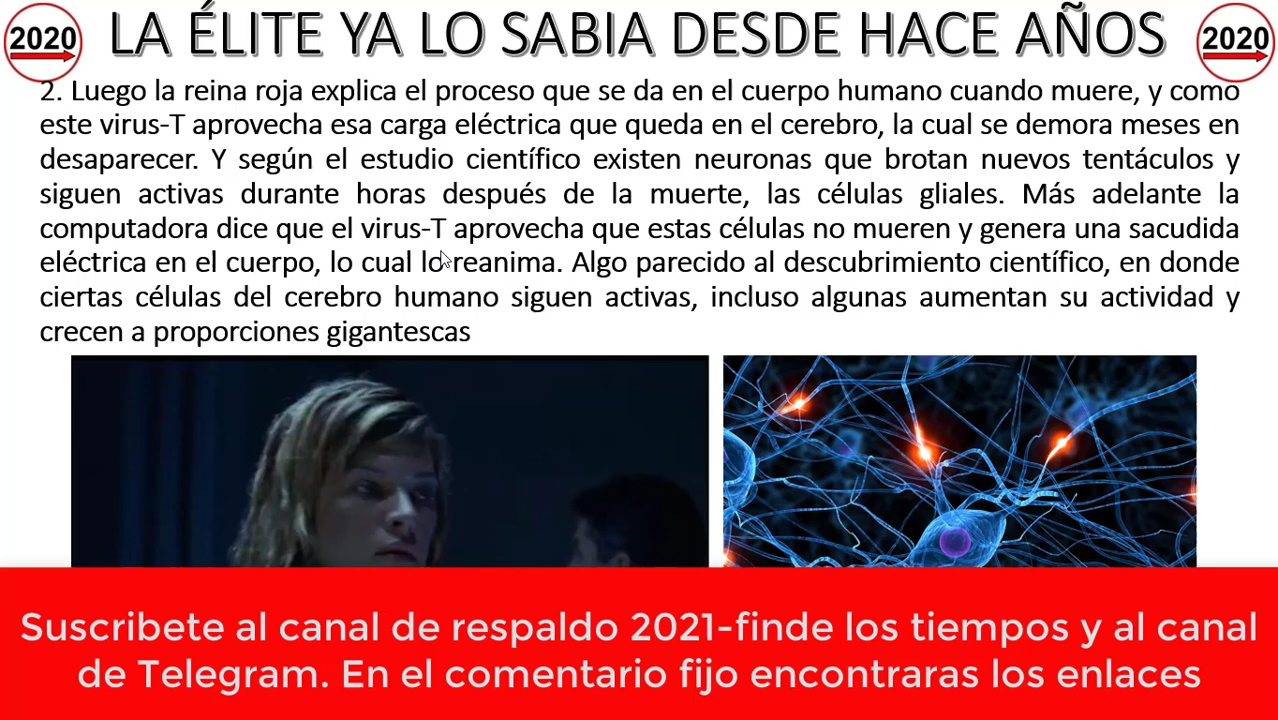 2020
LA ÉLITE YA LO SABIA DESDE HACE AÑOS
2020
2. Luego la reina roja explica el proceso que se da en el cuerpo humano cuando muere, y como
este virus-T aprovecha esa carga eléctrica que queda en el cerebro, la cual se demora meses en
desaparecer. Y según el estudio científico existen neuronas que brotan nuevos tentáculos y
siguen activas durante horas después de la muerte, las células gliales. Más adelante la
computadora dice que el virus-T aprovecha que estas células no mueren y genera una sacudida
eléctrica en el cuerpo, lo cual lo reanima. Algo parecido al descubrimiento científico, en donde
ciertas células del cerebro humano siguen activas, incluso algunas aumentan su actividad y
crecen a proporciones gigantescas
Suscribete al canal de respaldo 2021-finde los tiempos y al canal
de Telegram. En el comentario fijo encontraras los enlaces